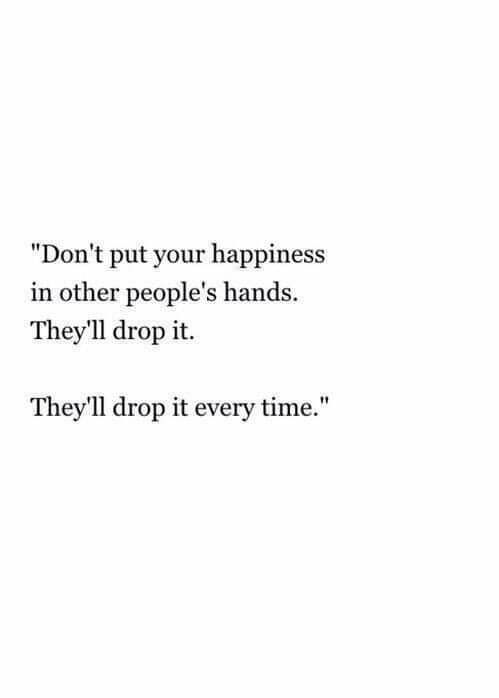 "Don't put your happiness
in other people's hands.
They'll drop it.
They'll drop it every time."